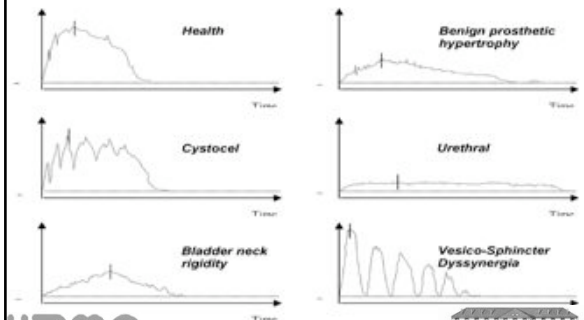 Health
Benign prosthetic
hypertrophy
Time
Time
Cystocel
Urethral
Time
Time
Bladder neck
rigidity
Vesico-Sphincter
Dyssynergia
Time
Time